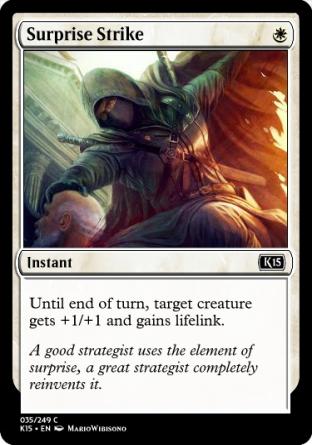 Surprise Strike
Instant
K15
Until end of turn, target creature
gets +1/+1 and gains lifelink.
A good strategist uses the element of
surprise, a great strategist completely
reinvents it.
035/249 C
K15 • EN MarioWibisono